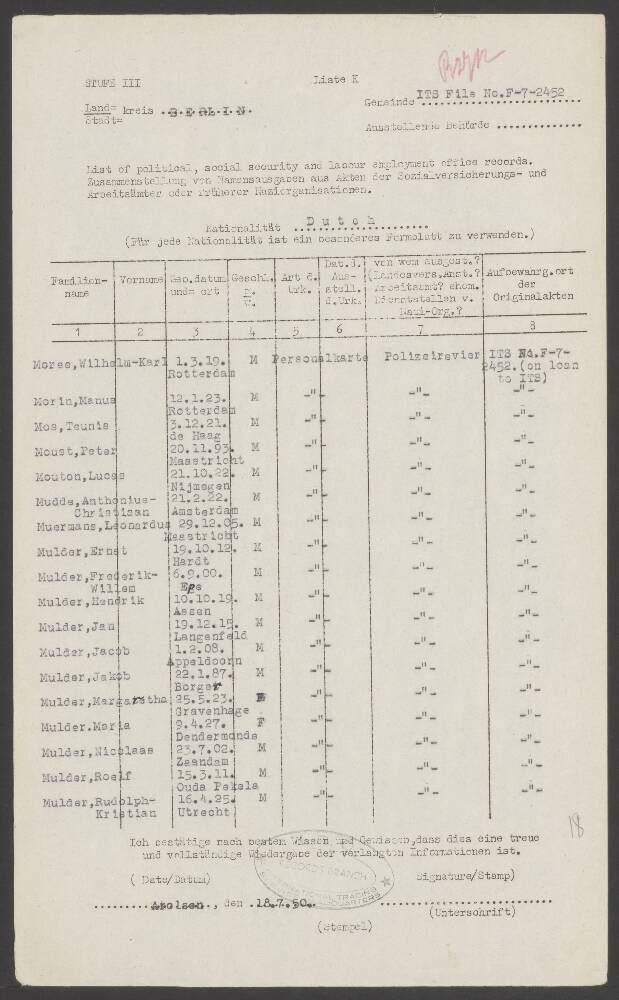 STUFE III
Liste K
ITS File No.F-7-2452
Gemeinde
Land= kreis .B.E.R.L.I.N.
Stadt=
Ausstellende Behörde
List of political, social security and labour employment office records.
Zusammenstellung von Namensausgaben aus Akten der Sozialversicherungs- und
Arbeitsämter oder früherer Naziorganisationen.
Nationalität D u t c h
(Für jede Nationalität ist ein besonderes Formblatt zu verwenden.)
Familien- name Vorname Geb.datum und= ort Geschl. M. W. Art d. Urk. Dat.d. Aus- stell. d.Urk. von wem ausgest.? (Landesvers.Anst.? Arbeitsamt? ehem. Dienststellen v. Nazi-Org.? Aufbewahrg.ort der Originalakten
1 2 3 4 5 6 7 8
Moree,Wilhelm-Karl 1.3.19. M Personalkarte Polizeirevier ITS No.F-7-
Rotterdam 2452.(on loan
to ITS)
Morin,Manus 12.1.23. M -"- -"- -"-
Rotterdam
Mos,Teunis 3.12.21. M -"- -"- -"-
de Haag
Moust,Peter 20.11.93. M -"- -"- -"-
Maastricht
Mouton,Lucas 21.10.22. M -"- -"- -"-
Nijmegen
Mudde,Anthonius- 21.2.22. M -"- -"- -"-
Christiaan Amsterdam
Muermans,Leonardus 29.12.05. M -"- -"- -"-
Maastricht
Mulder,Ernst 19.10.12. M -"- -"- -"-
Hardt
Mulder,Frederik- 6.9.00. M -"- -"- -"-
Willem Epe
Mulder,Hendrik 10.10.19. M -"- -"- -"-
Assen
Mulder,Jan 19.12.15. M -"- -"- -"-
Langenfeld
Mulder,Jacob 1.2.08. M -"- -"- -"-
Appeldoorn
Mulder,Jakob 22.1.87. M -"- -"- -"-
Borger
Mulder,Margaretha 25.5.23. F -"- -"- -"-
Gravenhage
Mulder.Maria 9.4.27. F -"- -"- -"-
Dendermonde
Mulder,Nicolaas 23.7.02. M -"- -"- -"-
Zaandam
Mulder,Roelf 15.3.11. M -"- -"- -"-
Ouda Pekela
Mulder,Rudolph- 16.4.25. M -"- -"- -"-
Kristian Utrecht
18
Ich bestätige nach bestem Wissen und Gewissen,dass dies eine treue
und vollständige Wiedergabe der verlangten Informationen ist.
( Date/Datum) Signature/Stamp)
Arolsen., den .18.7.50.
(Unterschrift)
(Stempel)
RECORDS BRANCH
INTERNATIONAL TRACING
HEADQUARTERS